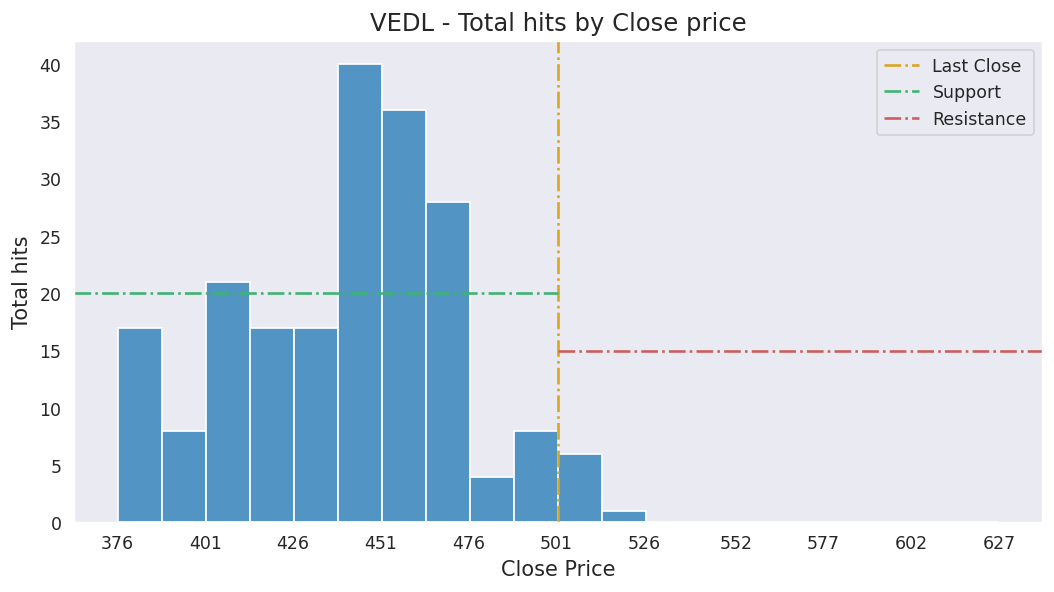 VEDL - Total hits by Close price
Last Close
Support
Resistance
Total hits
40
35
30
25
20
15
10
5
0
376 401 426 451 476 501 526 552 577 602 627
Close Price